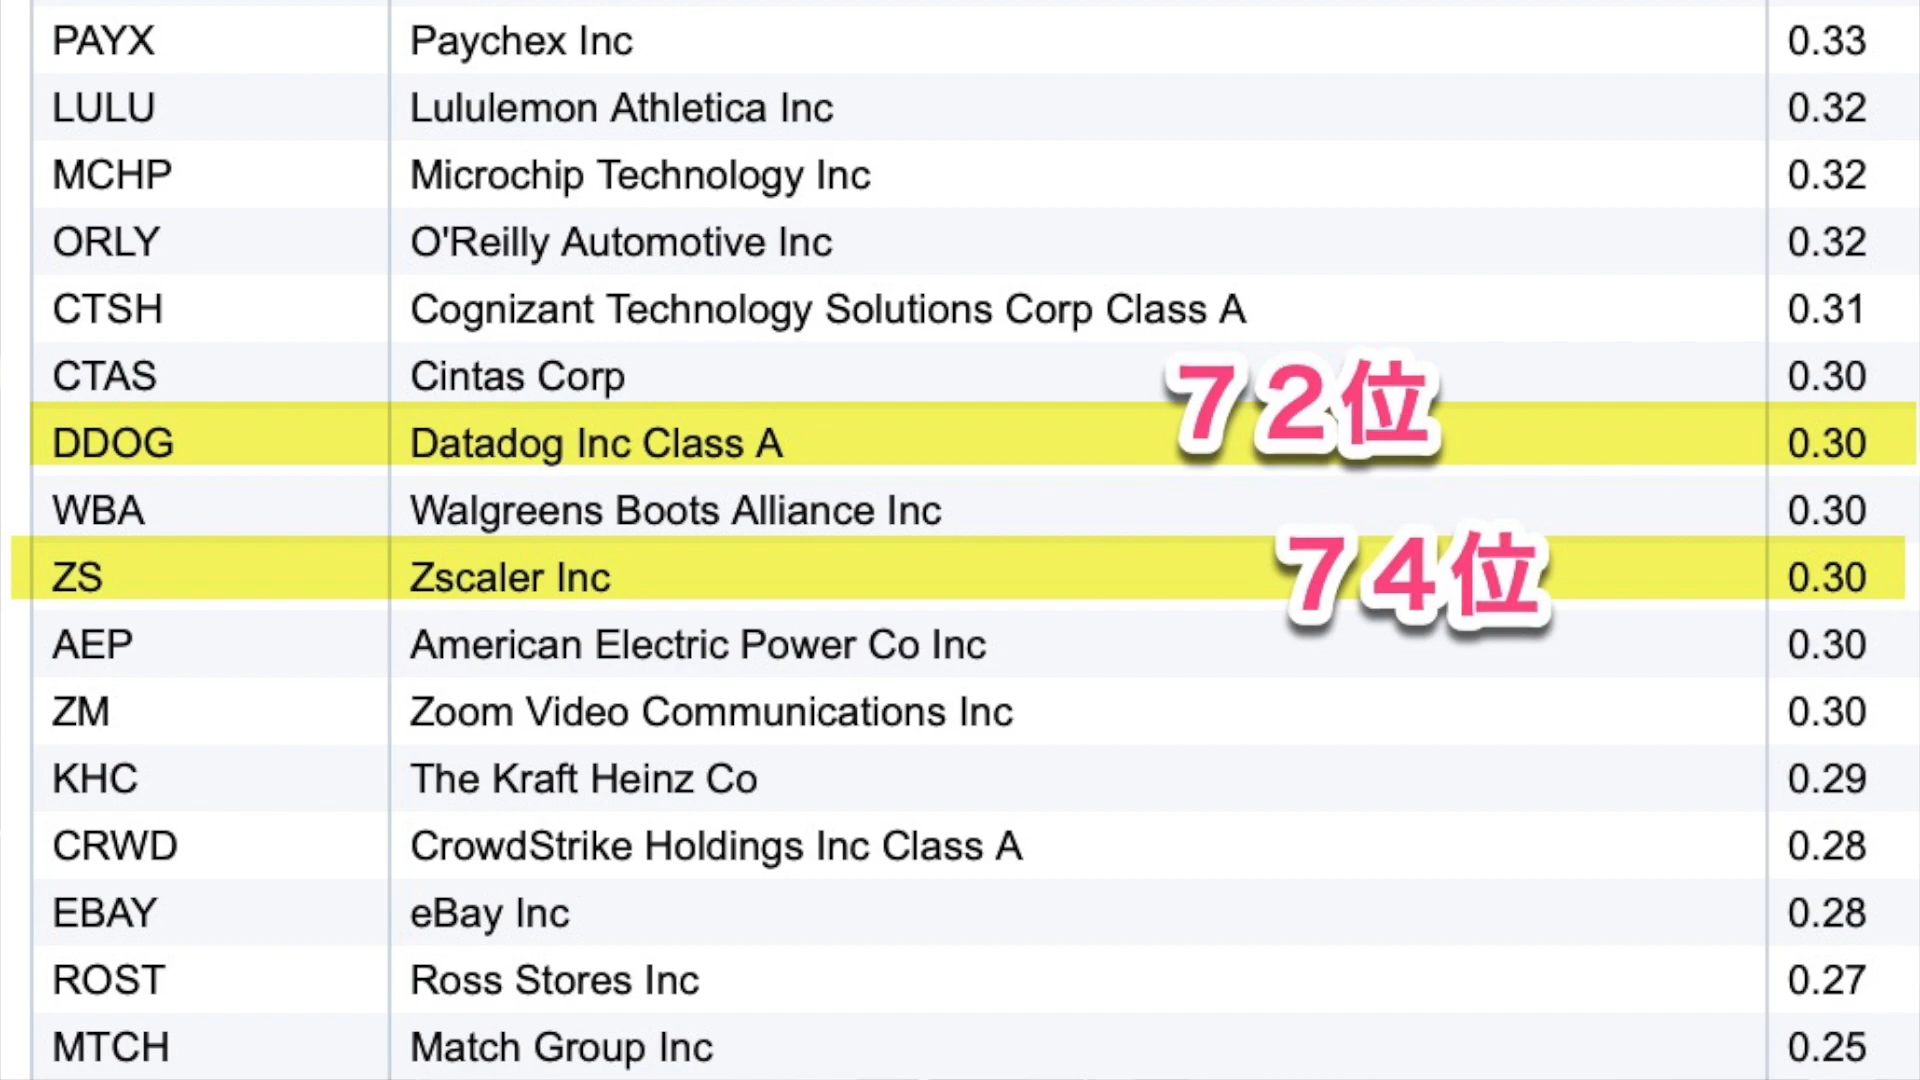 PAYX Paychex Inc 0.33
LULU Lululemon Athletica Inc 0.32
MCHP Microchip Technology Inc 0.32
ORLY O'Reilly Automotive Inc 0.32
CTSH Cognizant Technology Solutions Corp Class A 0.31
CTAS Cintas Corp 0.30
DDOG Datadog Inc Class A ７２位 0.30
WBA Walgreens Boots Alliance Inc 0.30
ZS Zscaler Inc ７４位 0.30
AEP American Electric Power Co Inc 0.30
ZM Zoom Video Communications Inc 0.30
KHC The Kraft Heinz Co 0.29
CRWD CrowdStrike Holdings Inc Class A 0.28
EBAY eBay Inc 0.28
ROST Ross Stores Inc 0.27
MTCH Match Group Inc 0.25